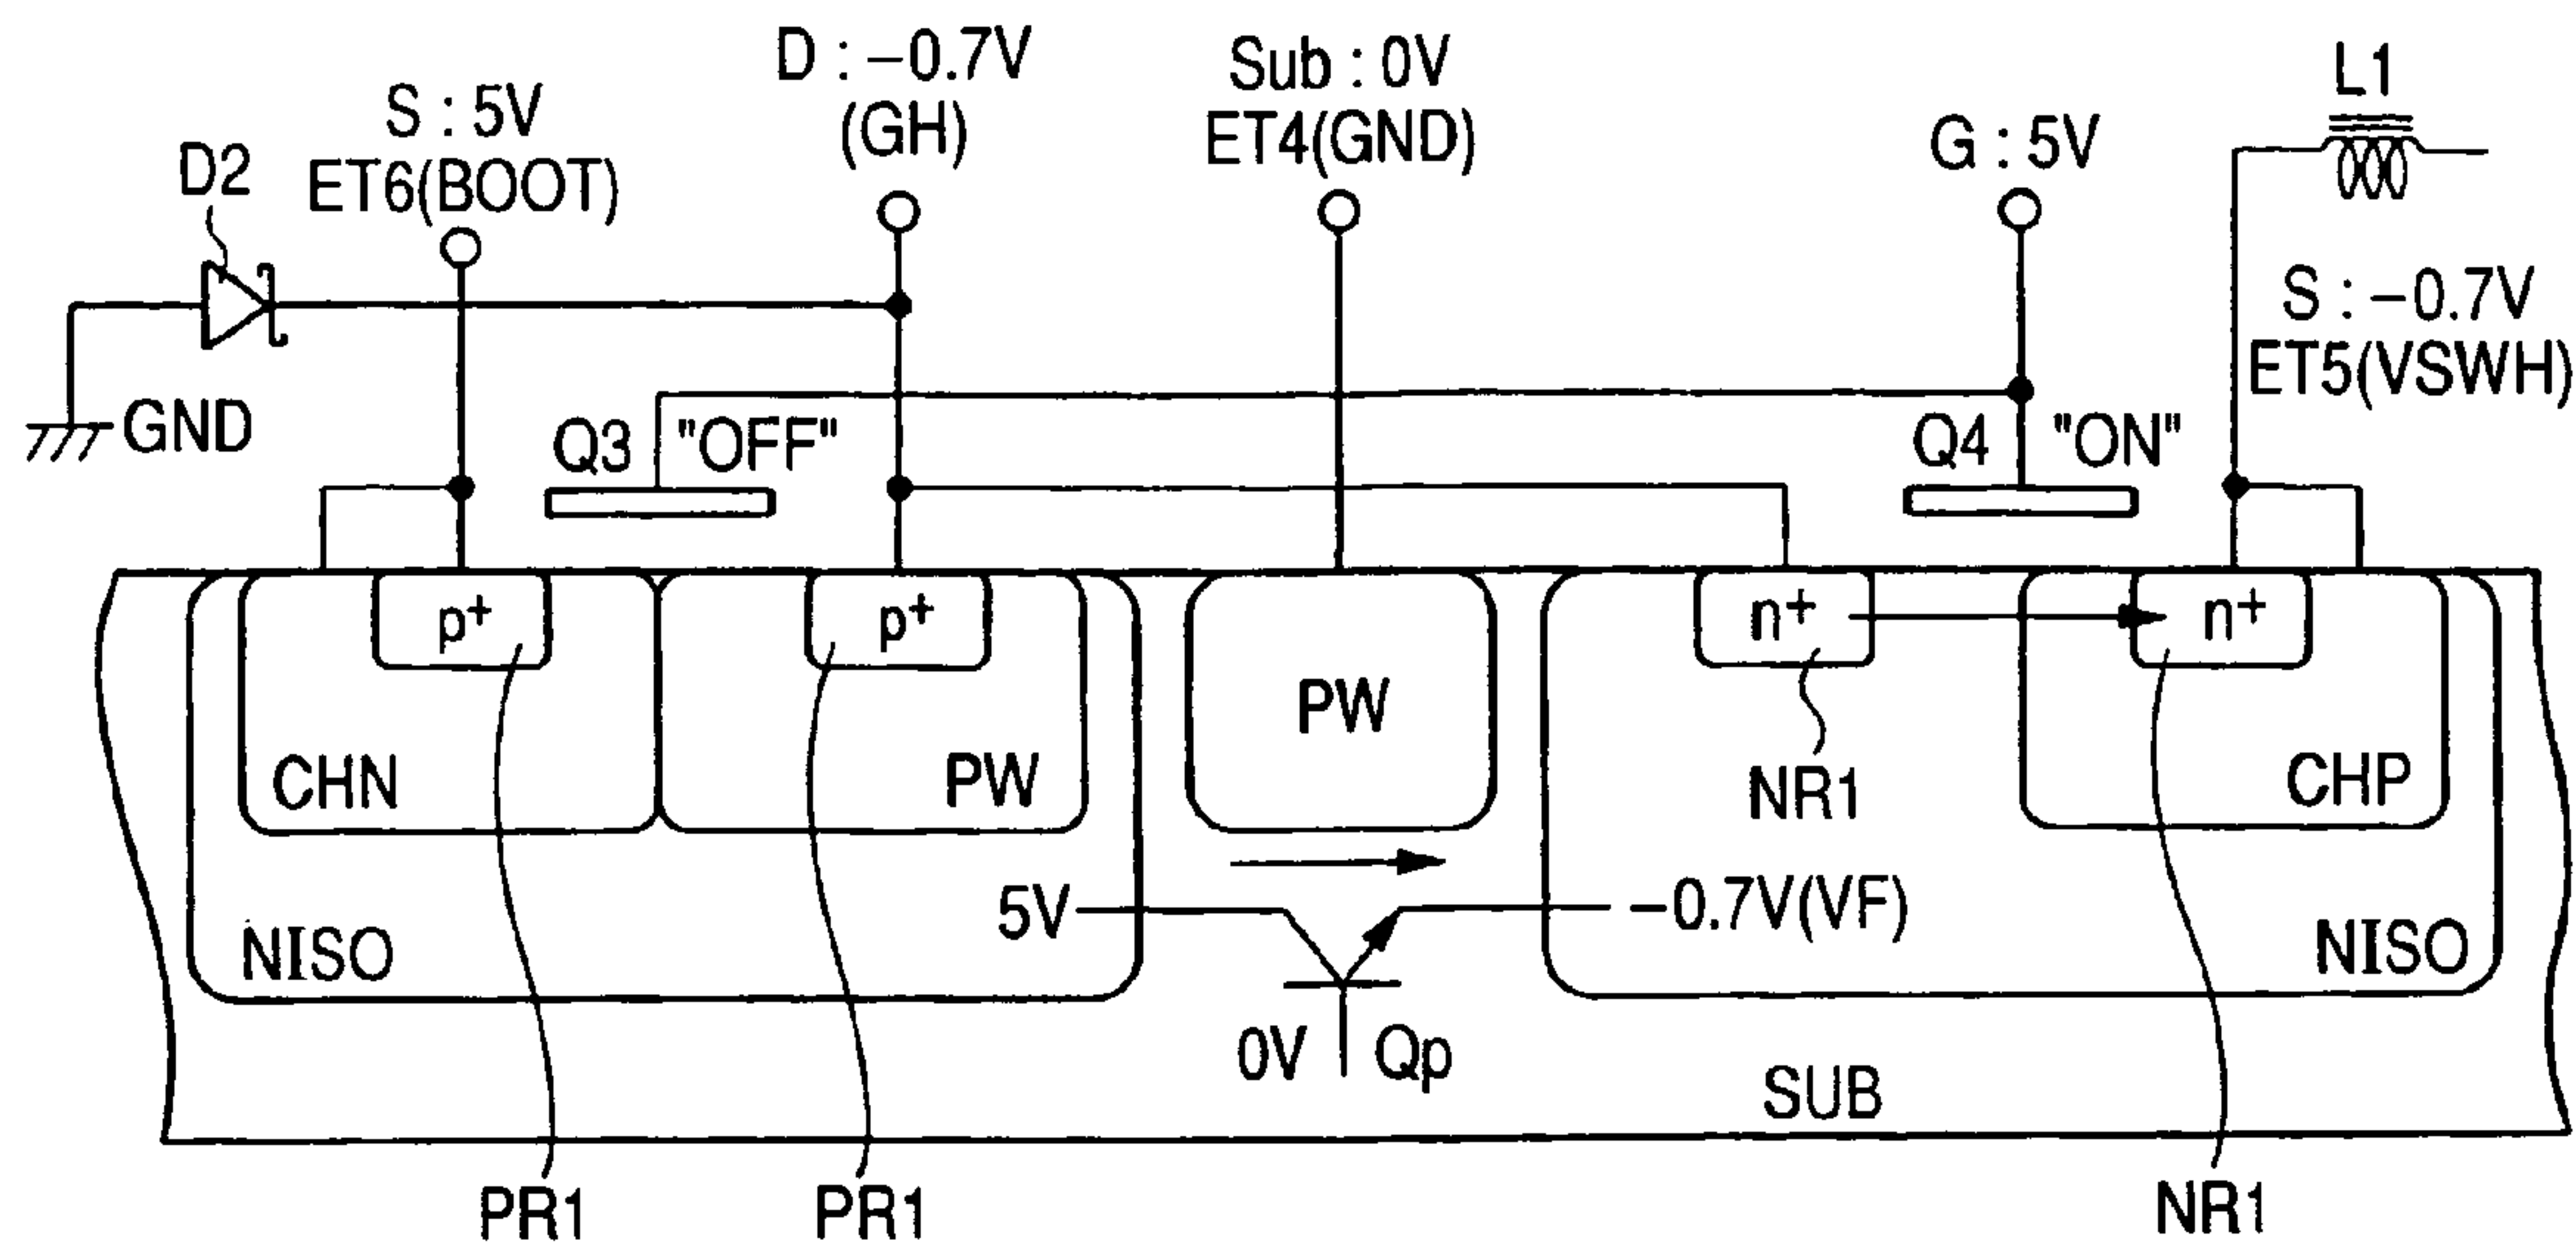 D : −0.7V
(GH)
Sub : 0V
ET4(GND)
L1
S : 5V
ET6(BOOT)
D2
G : 5V
S : −0.7V
ET5(VSWH)
GND
Q3
"OFF"
Q4
"ON"
p+
p+
n+
n+
PW
CHN
PW
NR1
CHP
5V
−0.7V(VF)
NISO
NISO
0V
Qp
SUB
PR1
PR1
NR1